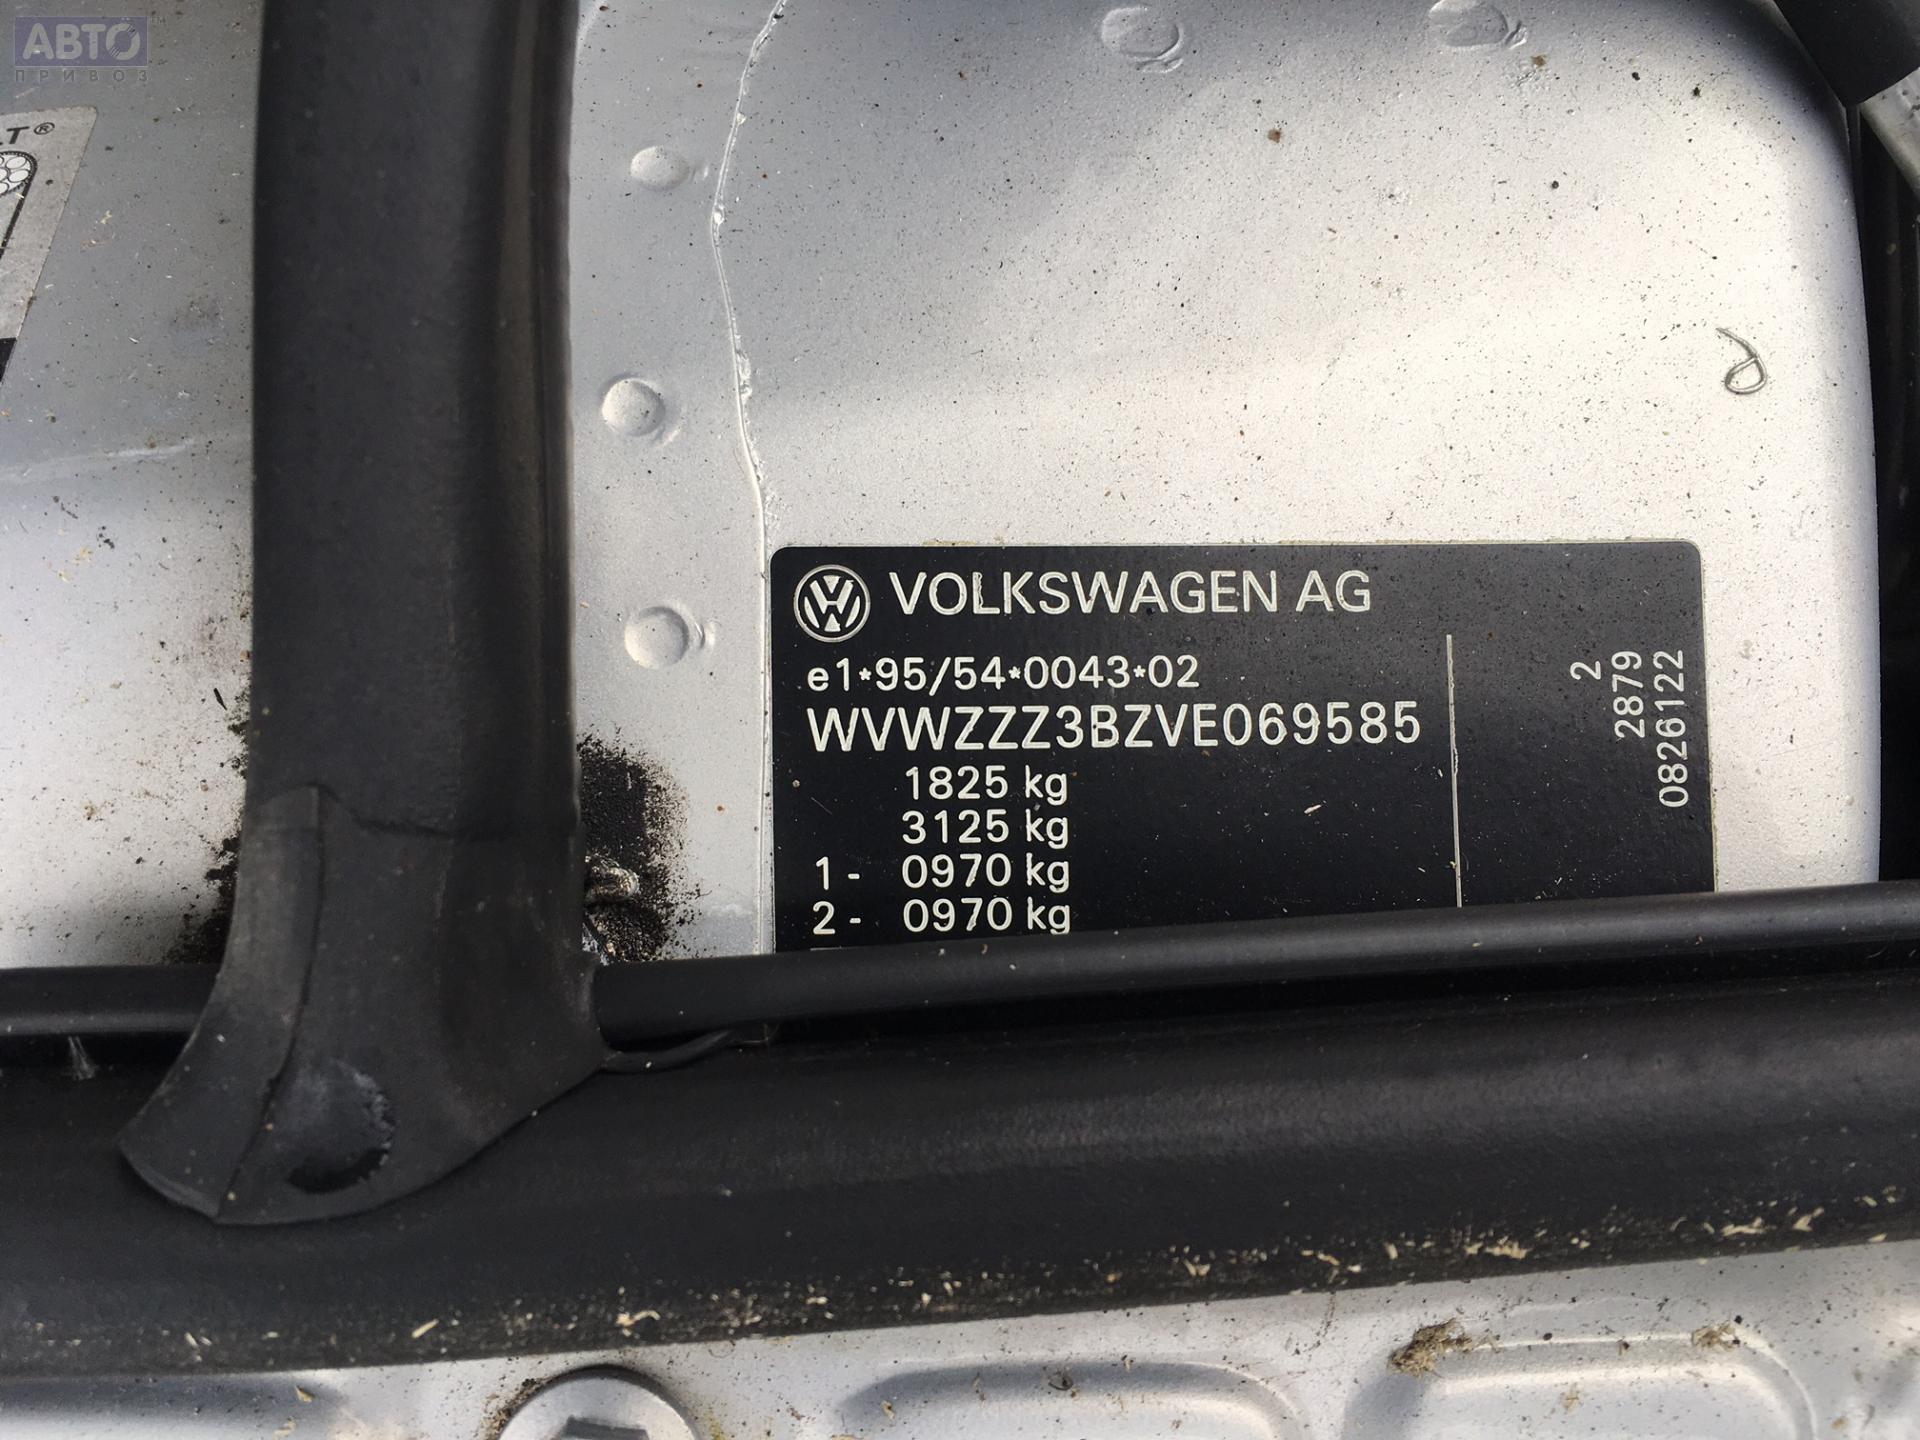 АВТО
ПРИВОЗ
VOLKSWAGEN AG
e1*95/54*0043*02
WVWZZZ3BZVE069585
1825 kg
3125 kg
1- 0970 kg
2- 0970 kg
2
2879
0826122